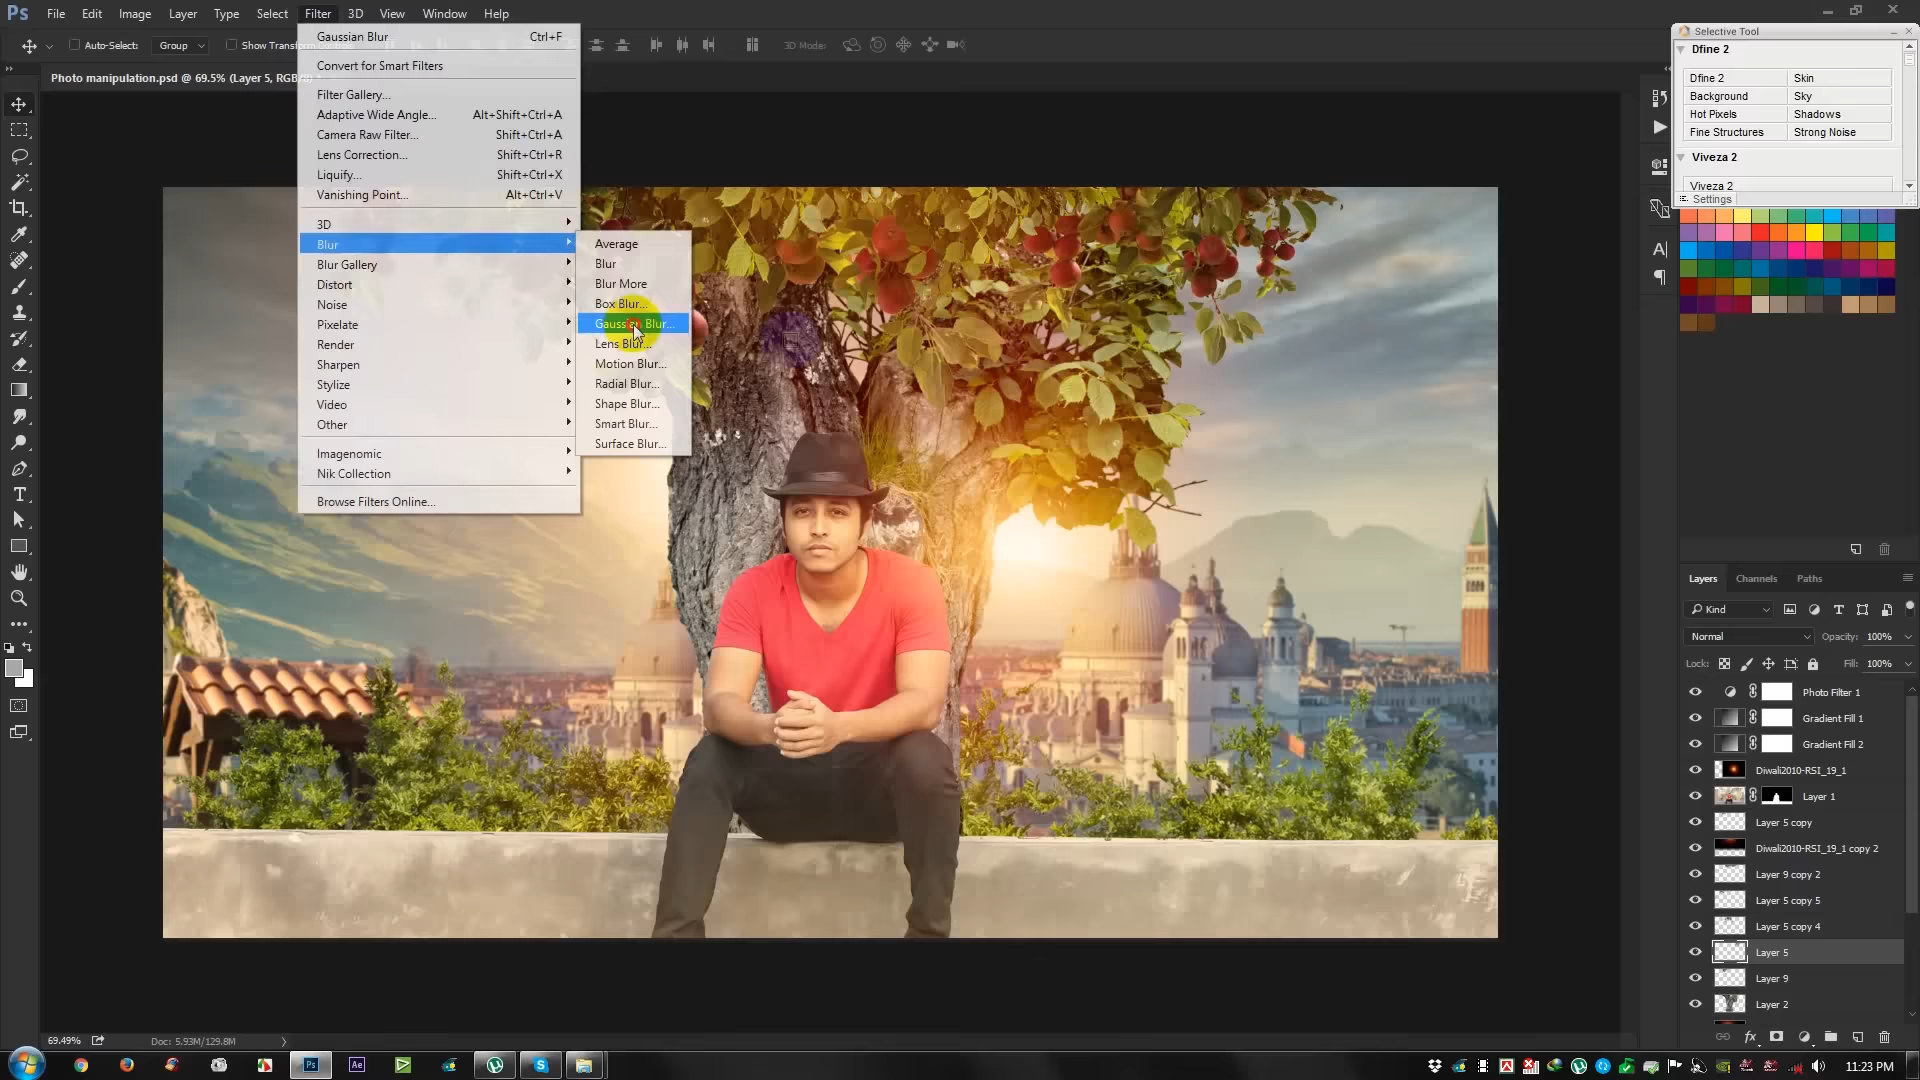 Ps File Edit Image Layer Type Select Filter 3D View Window Help
Auto-Select: Group Show Transform Controls 3D Mode:
Photo manipulation.psd @ 69.5% (Layer 5, RGB/8)
Gaussian Blur Ctrl+F
Convert for Smart Filters
Filter Gallery...
Adaptive Wide Angle... Alt+Shift+Ctrl+A
Camera Raw Filter... Shift+Ctrl+A
Lens Correction... Shift+Ctrl+R
Liquify... Shift+Ctrl+X
Vanishing Point... Alt+Ctrl+V
3D
Blur
Blur Gallery
Distort
Noise
Pixelate
Render
Sharpen
Stylize
Video
Other
Imagenomic
Nik Collection
Browse Filters Online...
Average
Blur
Blur More
Box Blur...
Gaussian Blur...
Lens Blur...
Motion Blur...
Radial Blur...
Shape Blur...
Smart Blur...
Surface Blur...
Selective Tool
Dfine 2
Dfine 2 Skin
Background Sky
Hot Pixels Shadows
Fine Structures Strong Noise
Viveza 2
Viveza 2
Settings
Layers Channels Paths
Kind
Normal Opacity: 100%
Lock: Fill: 100%
Photo Filter 1
Gradient Fill 1
Gradient Fill 2
Diwali2010-RSI_19_1
Layer 1
Layer 5 copy
Diwali2010-RSI_19_1 copy 2
Layer 9 copy 2
Layer 5 copy 5
Layer 5 copy 4
Layer 5
Layer 9
Layer 2
69.49% Doc: 5.93M/129.8M
Ps Ae
11:23 PM